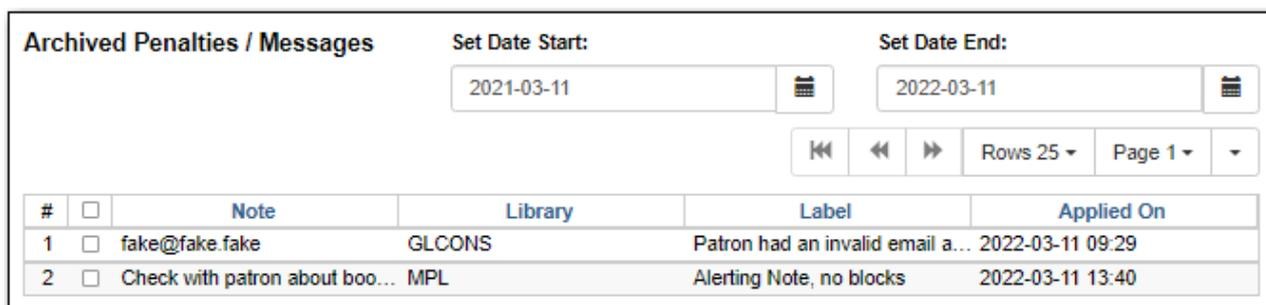 Archived Penalties / Messages Set Date Start: Set Date End:
2021-03-11 2022-03-11
Rows 25 Page 1
# Note Library Label Applied On
1 fake@fake.fake GLCONS Patron had an invalid email a... 2022-03-11 09:29
2 Check with patron about boo... MPL Alerting Note, no blocks 2022-03-11 13:40